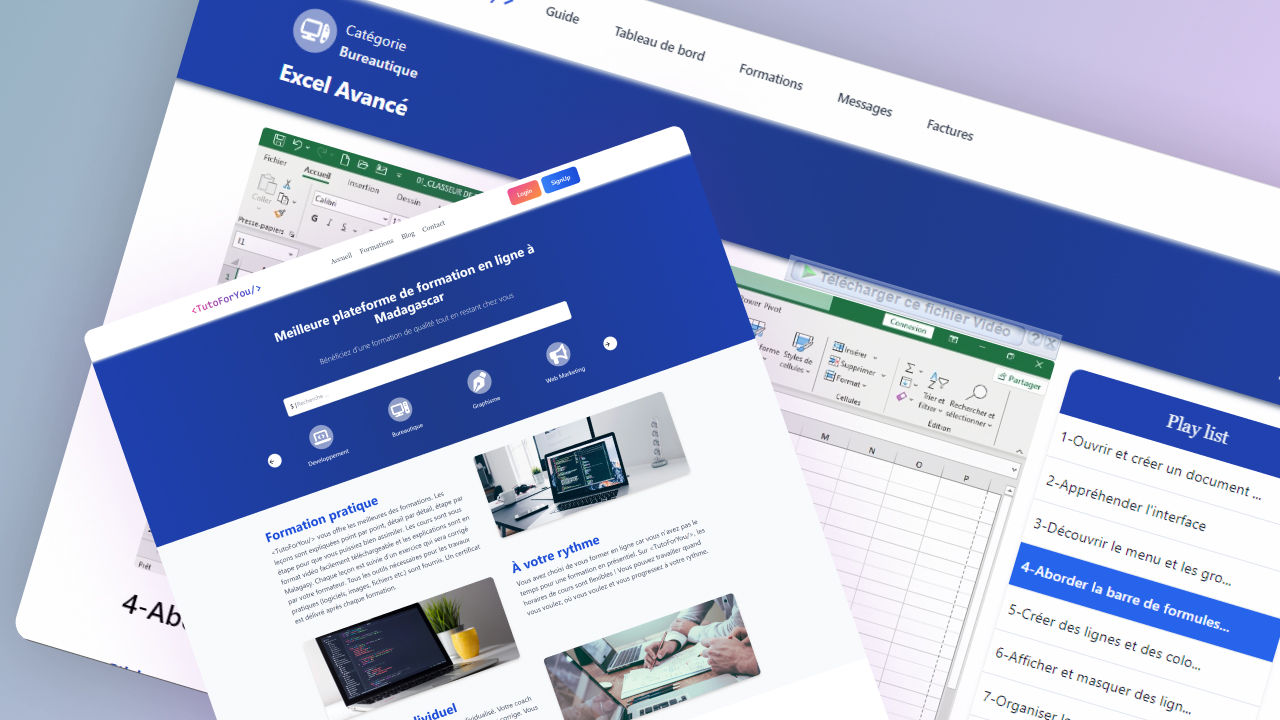 Guide
Tableau de bord
Formations
Messages
Factures
Catégorie
Bureautique
Excel Avancé
01_CLASSEUR DE
Fichier
Accueil
Insertion
Dessin
Coller
Calibri
G I S
Presse-papiers
I1
1
Prêt
4-Abo
Télécharger ce fichier Vidéo
?
Power Pivot
Connexion
Partager
Styles de
cellules
Insérer
Supprimer
Format
Cellules
Trier et
filtrer
Rechercher et
sélectionner
Édition
M N O P
Play list
1-Ouvrir et créer un document ...
2-Appréhender l'interface
3-Découvrir le menu et les gro...
4-Aborder la barre de formules...
5-Créer des lignes et des colo...
6-Afficher et masquer des lign...
7-Organiser
<TutoForYou/>
Accueil
Formations
Blog
Contact
Login
SignUp
Meilleure plateforme de formation en ligne à
Madagascar
Bénéficiez d'une formation de qualité tout en restant chez vous
$ |Recherche ...
Developpement
Bureautique
Graphisme
Web Marketing
Formation pratique
<TutoForYou/> vous offre les meilleures des formations. Les
leçons sont expliquées point par point, détail par détail, étape par
étape pour que vous puissiez bien assimiler. Les cours sont sous
format vidéo facilement téléchargeable et les explications sont en
Malagasy. Chaque leçon est suivie d'un exercice qui sera corrigé
par votre formateur. Tous les outils nécessaires pour les travaux
pratiques (logiciels, images, fichiers etc) sont fournis. Un certificat
est délivré après chaque formation.
À votre rythme
Vous avez choisi de vous former en ligne car vous n'avez pas le
temps pour une formation en présentiel. Sur <TutoForYou/>, les
horaires de cours sont flexibles ! Vous pouvez travailler quand
vous voulez, où vous voulez et vous progressez à votre rythme.
dividuel
dividualisé. Votre coach
corrige. Vous